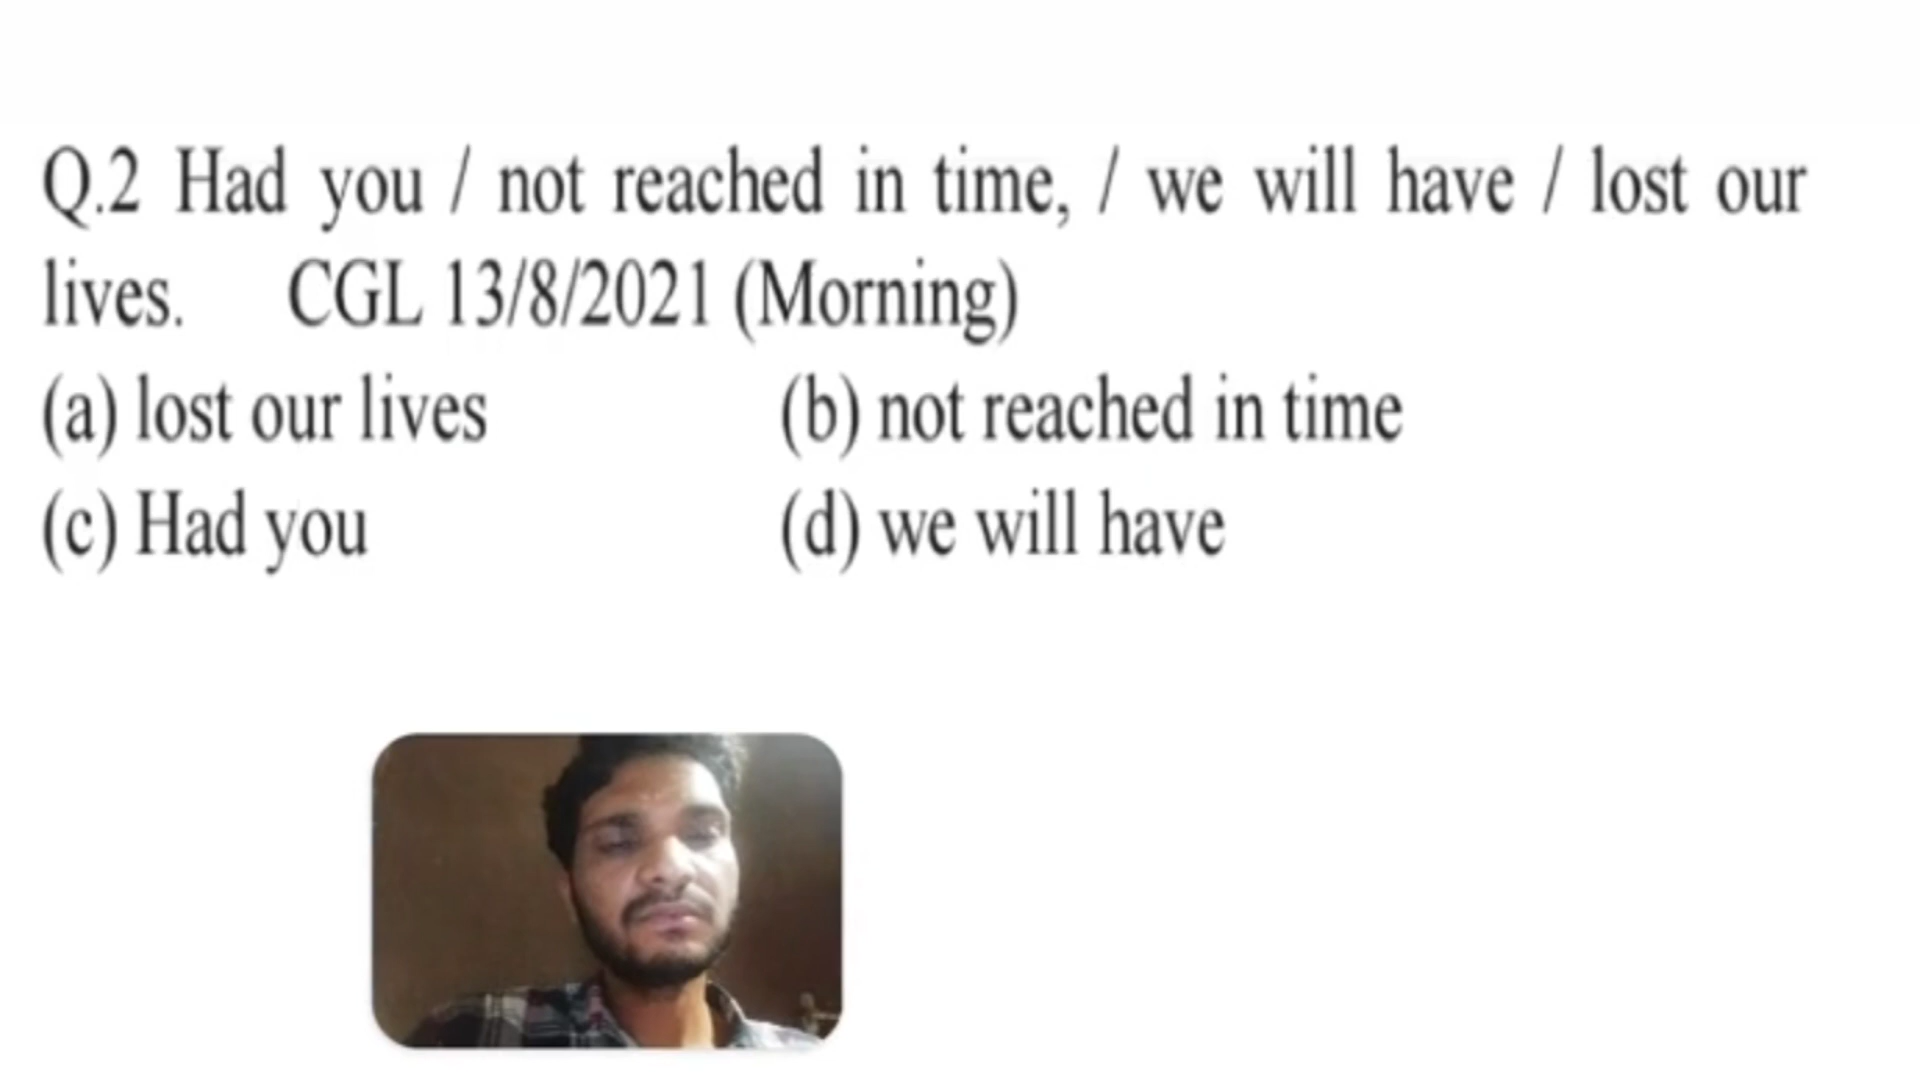 Q.2 Had you / not reached in time, / we will have / lost our
lives. CGL 13/8/2021 (Morning)
(a) lost our lives (b) not reached in time
(c) Had you (d) we will have